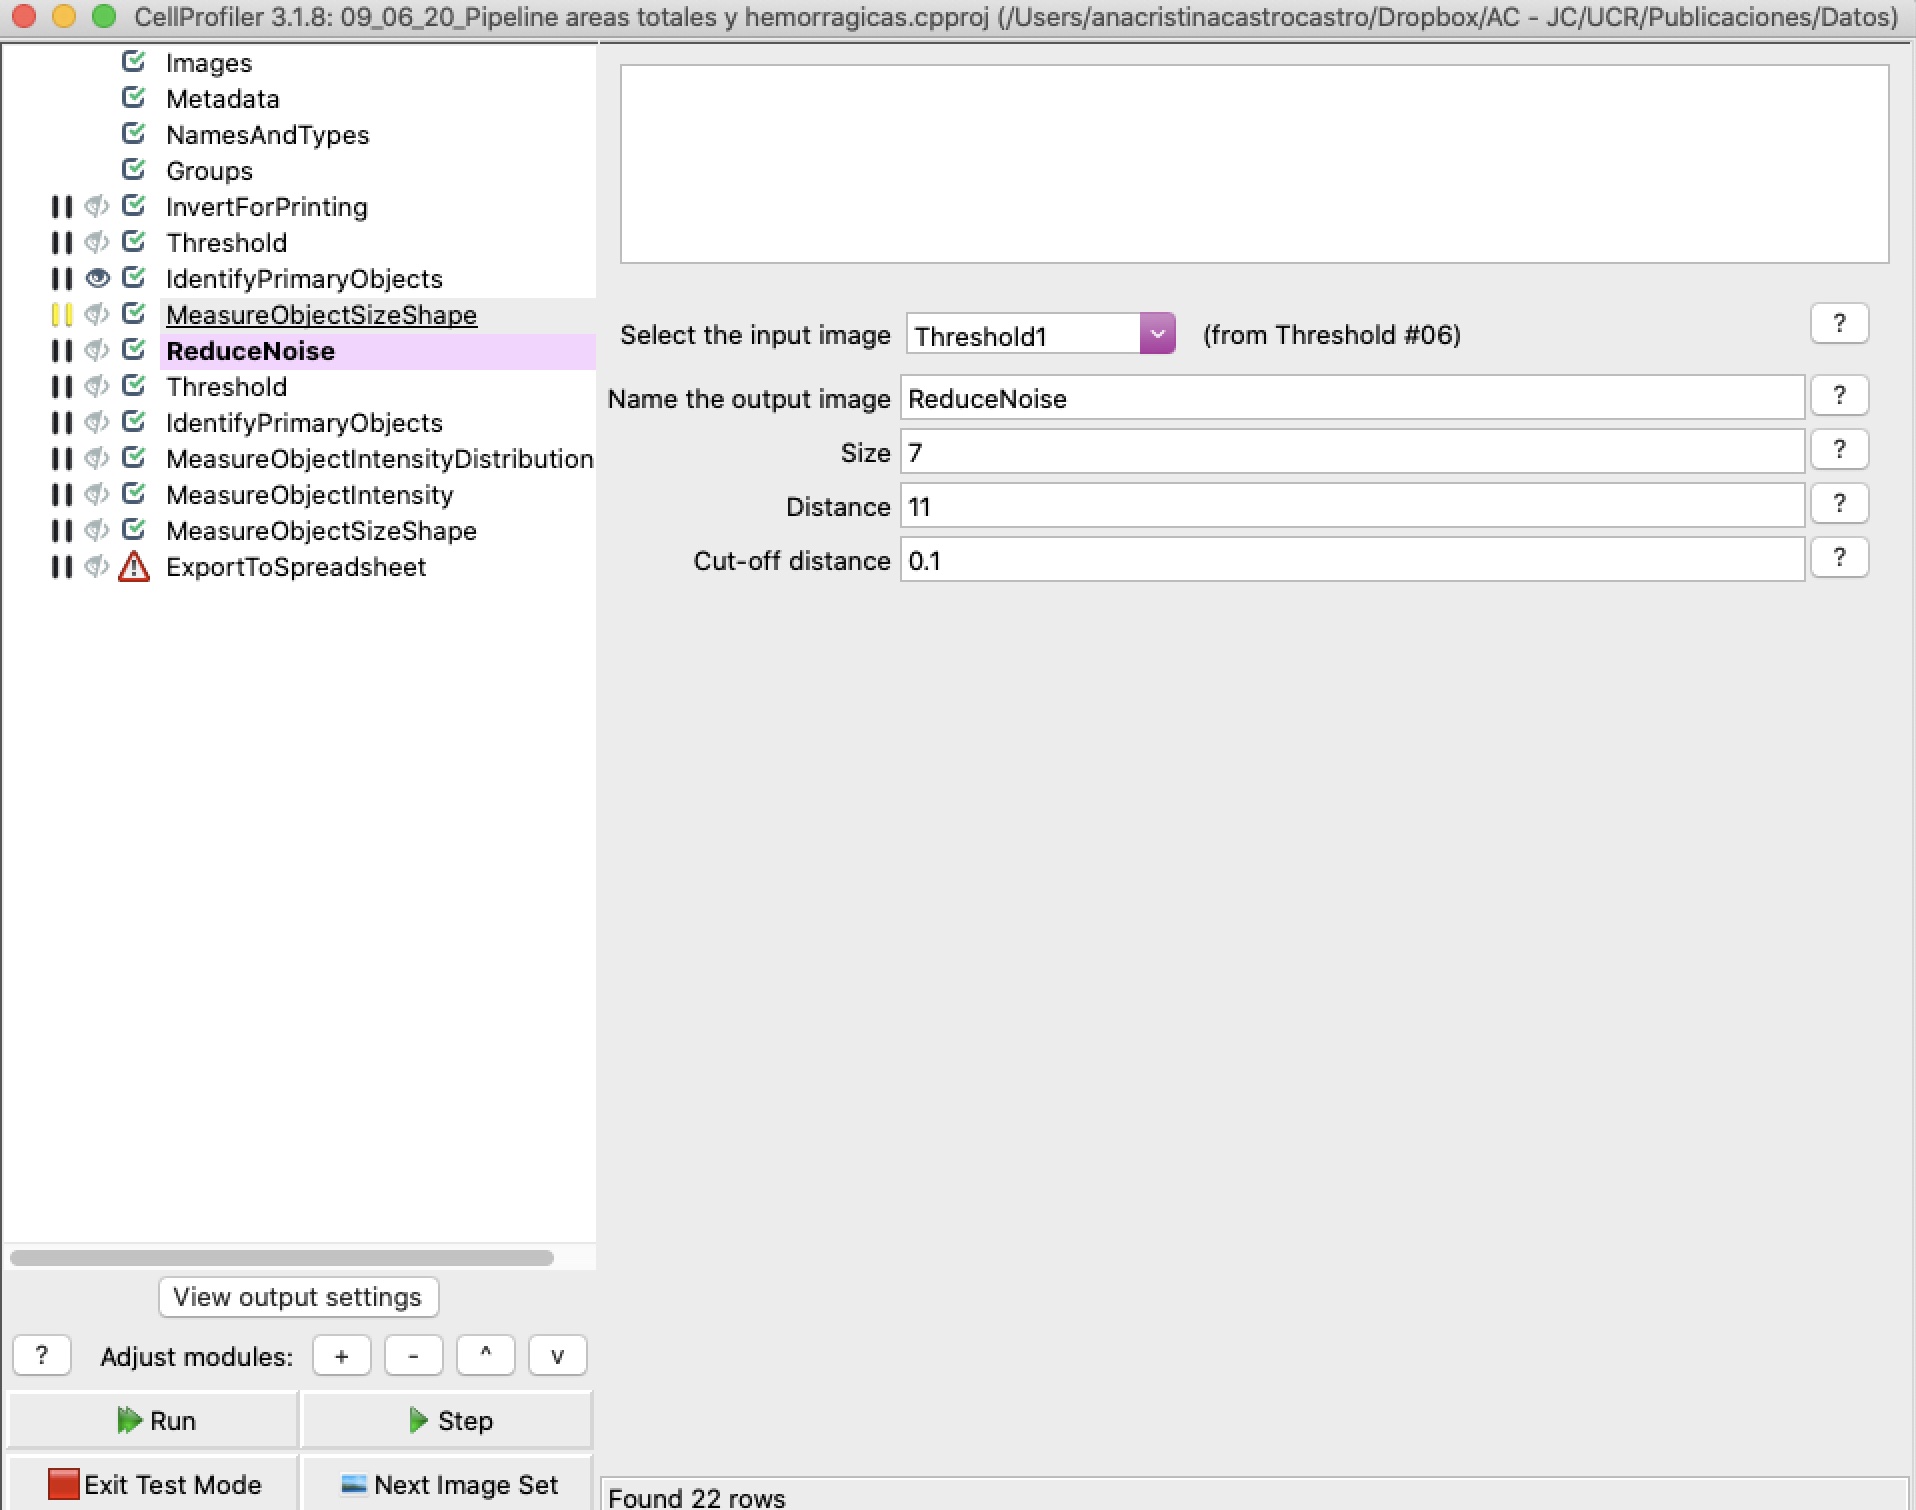 CellProfiler 3.1.8: 09_06_20_Pipeline areas totales y hemorragicas.cpproj (/Users/anacristinacastrocastro/Dropbox/AC - JC/UCR/Publicaciones/Datos)
Images
Metadata
NamesAndTypes
Groups
InvertForPrinting
Threshold
IdentifyPrimaryObjects
MeasureObjectSizeShape
ReduceNoise
Threshold
IdentifyPrimaryObjects
MeasureObjectIntensityDistribution
MeasureObjectIntensity
MeasureObjectSizeShape
ExportToSpreadsheet
View output settings
? Adjust modules: + - ^ v
Run Step
Exit Test Mode Next Image Set
Select the input image Threshold1 (from Threshold #06) ?
Name the output image ReduceNoise ?
Size 7 ?
Distance 11 ?
Cut-off distance 0.1 ?
Found 22 rows